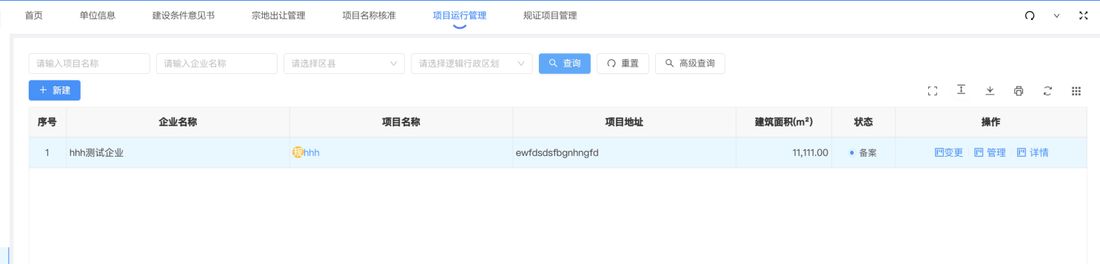 首页 单位信息 建设条件意见书 宗地出让管理 项目名称核准 项目运行管理 规证项目管理
请输入项目名称 请输入企业名称 请选择区县 请选择逻辑行政区划 查询 重置 高级查询
+ 新建
序号 企业名称 项目名称 项目地址 建筑面积(m²) 状态 操作
1 hhh测试企业 现hhh ewfdsdsfbgnhngfd 11,111.00 备案 变更 管理 详情